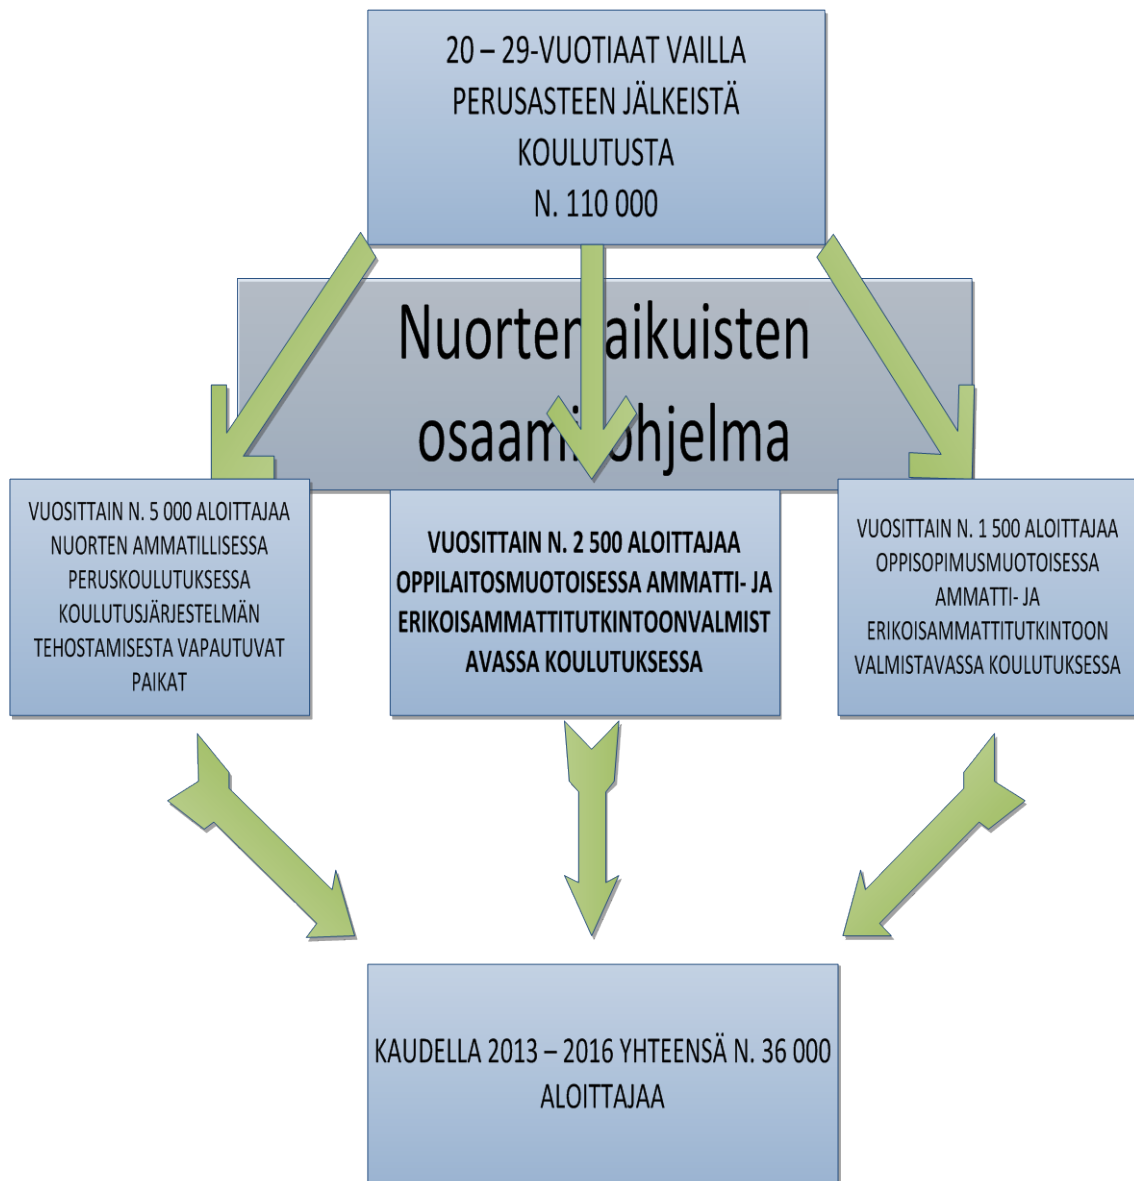 20 – 29-VUOTIAAT VAILLA
PERUSASTEEN JÄLKEISTÄ
KOULUTUSTA
N. 110 000
Nuorten aikuisten
osaami ohjelma
VUOSITTAIN N. 5 000 ALOITTAJAA
NUORTEN AMMATILLISESSA
PERUSKOULUTUKSESSA
KOULUTUSJÄRJESTELMÄN
TEHOSTAMISESTA VAPAUTUVAT
PAIKAT
VUOSITTAIN N. 2 500 ALOITTAJAA
OPPILAITOSMUOTOISESSA AMMATTI- JA
ERIKOISAMMATTITUTKINTOONVALMIST
AVASSA KOULUTUKSESSA
VUOSITTAIN N. 1 500 ALOITTAJAA
OPPISOPIMUSMUOTOISESSA
AMMATTI- JA
ERIKOISAMMATTITUTKINTOON
VALMISTAVASSA KOULUTUKSESSA
KAUDELLA 2013 – 2016 YHTEENSÄ N. 36 000
ALOITTAJAA